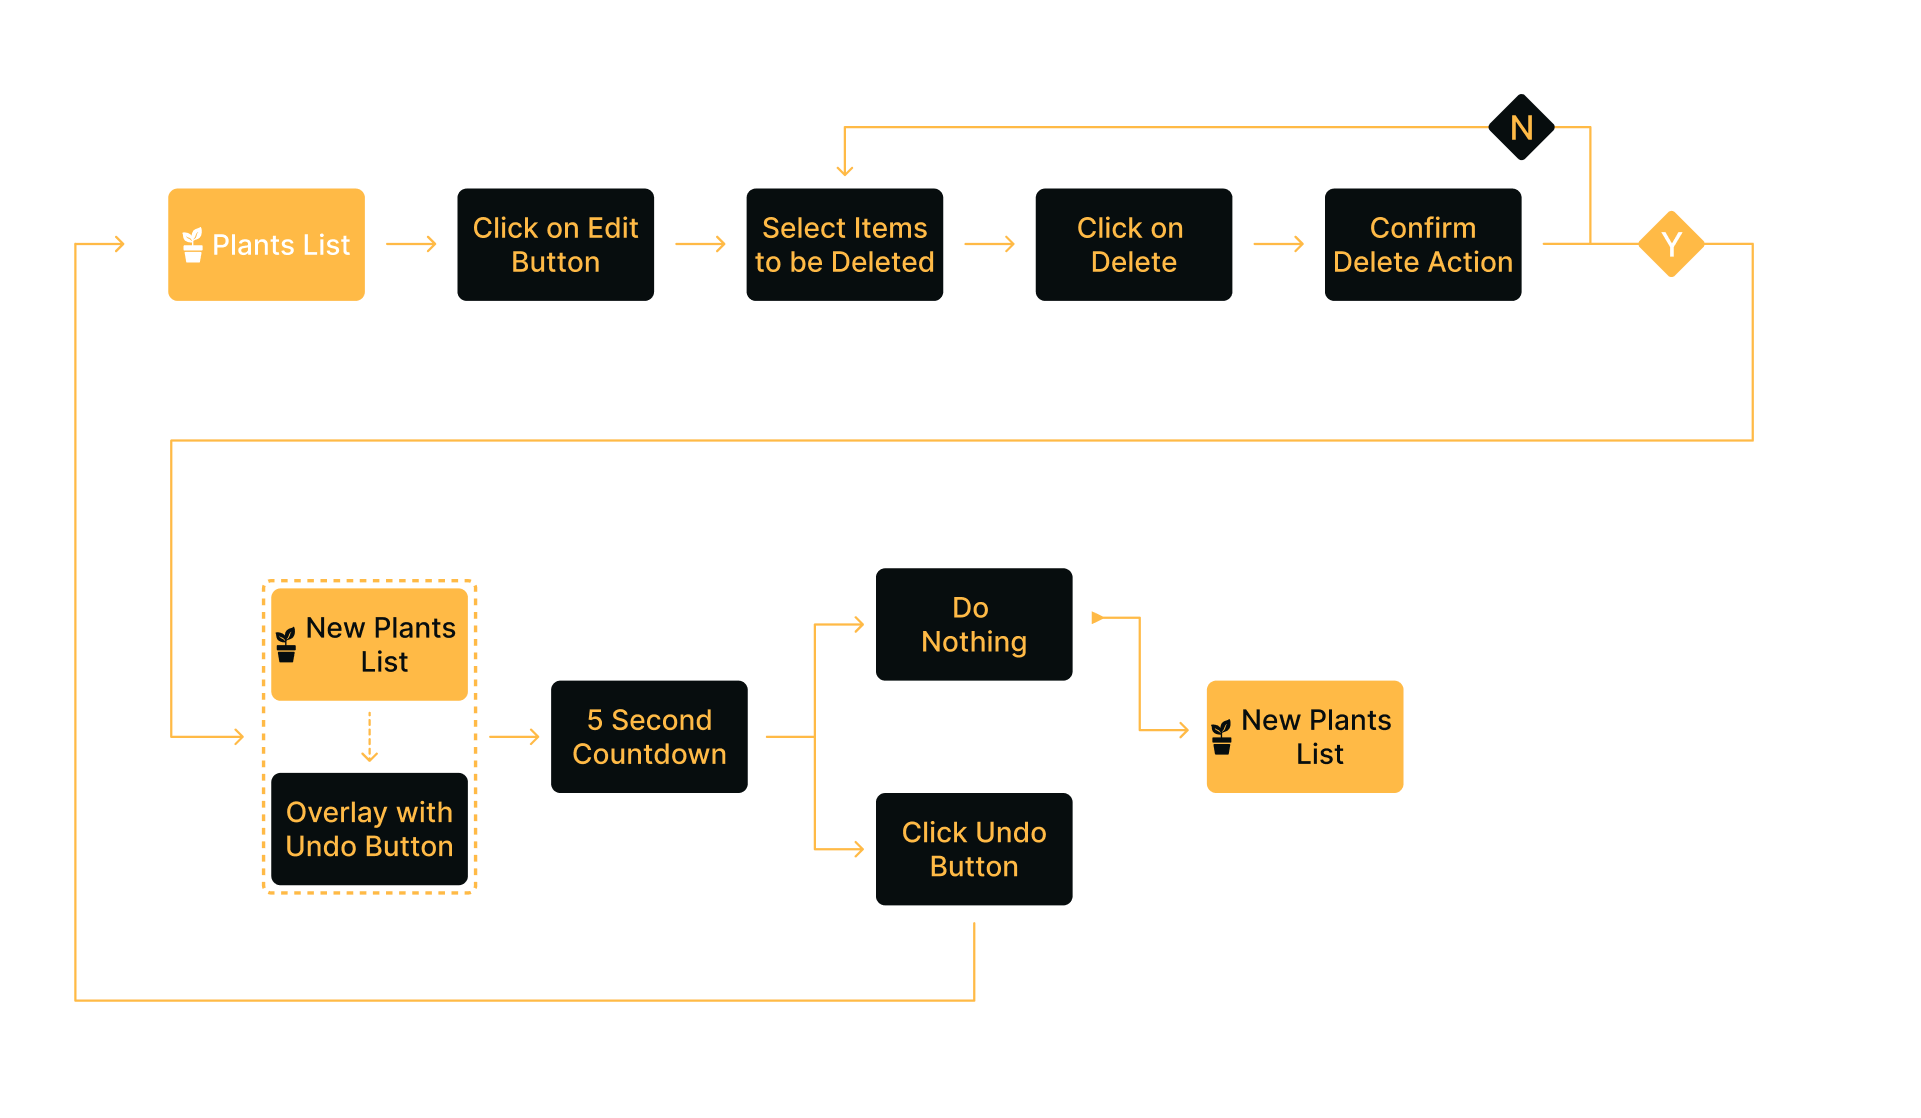 N
Plants List
Click on Edit
Button
Select Items
to be Deleted
Click on
Delete
Confirm
Delete Action
Y
New Plants
List
Overlay with
Undo Button
5 Second
Countdown
Do
Nothing
Click Undo
Button
New Plants
List